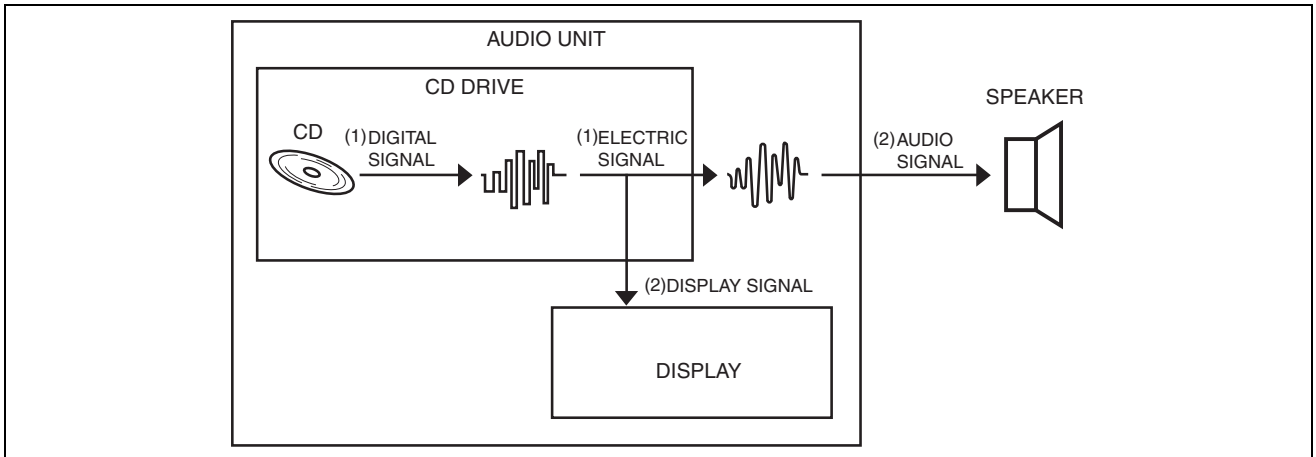 AUDIO UNIT
CD DRIVE
SPEAKER
CD
(1)DIGITAL
SIGNAL
(1)ELECTRIC
SIGNAL
(2)AUDIO
SIGNAL
(2)DISPLAY SIGNAL
DISPLAY